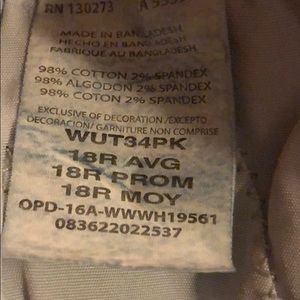 RN 130273
MADE IN BANGLADESH
HECHO EN BANGLADESH
FABRIQUÉ AU BANGLADESH
98% COTTON 2% SPANDEX
98% ALGODON 2% SPANDEX
98% COTON 2% SPANDEX
EXCLUSIVE OF DECORATION /EXCEPTO
DECORACION/ GARNITURE NON COMPRISE
WUT34PK
18R AVG
18R PROM
18R MOY
OPD-16A-WWWH19561
083622022537